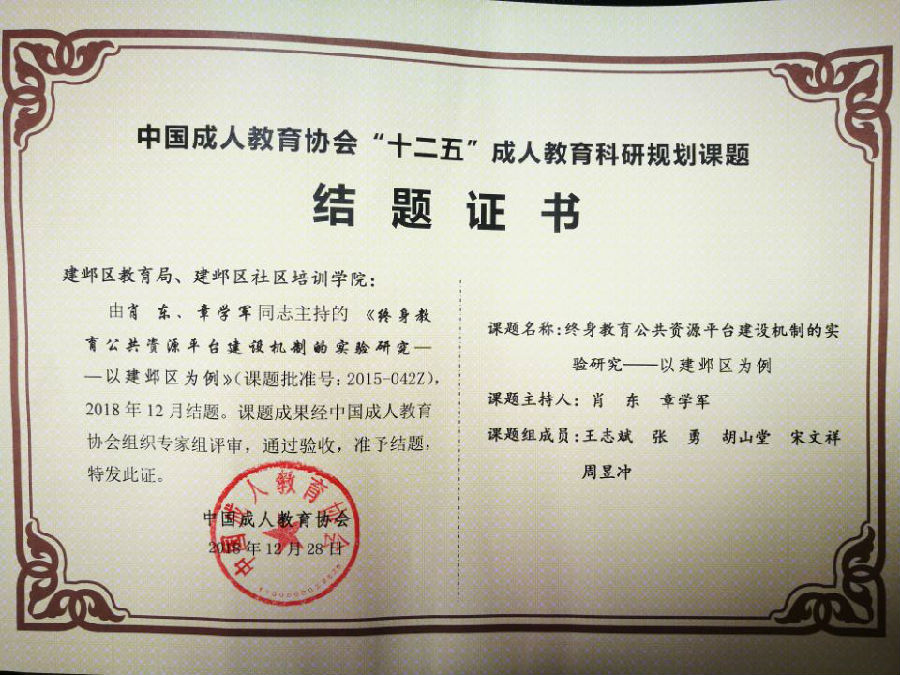 中国成人教育协会“十二五”成人教育科研规划课题
结题证书
建邺区教育局、建邺区社区培训学院：
由肖 东、章学军同志主持的 《终身教
育公共资源平台建设机制的实验研究—
—以建邺区为例》（课题批准号：2015-042Z），
2018年12月结题。课题成果经中国成人教育
协会组织专家组评审，通过验收，准予结题，
特发此证。
中国成人教育协会
2018年12月28日
中国成人教育协会
课题名称：终身教育公共资源平台建设机制的实
验研究——以建邺区为例
课题主持人：肖 东 章学军
课题组成员：王志斌 张 勇 胡山堂 宋文祥
周昱冲